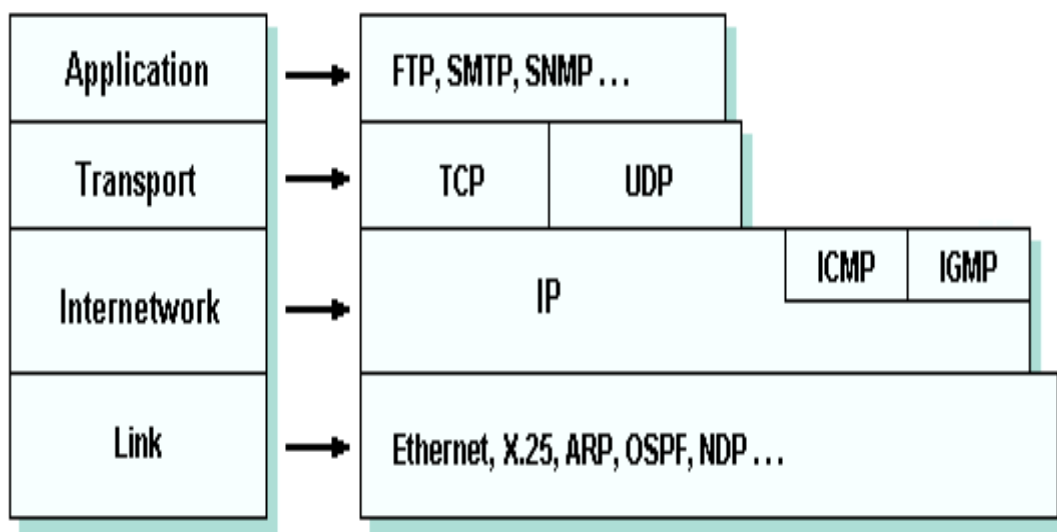 Application
FTP, SMTP, SNMP . . .
Transport
TCP
UDP
Internetwork
IP
ICMP
IGMP
Link
Ethernet, X.25, ARP, OSPF, NDP . . .